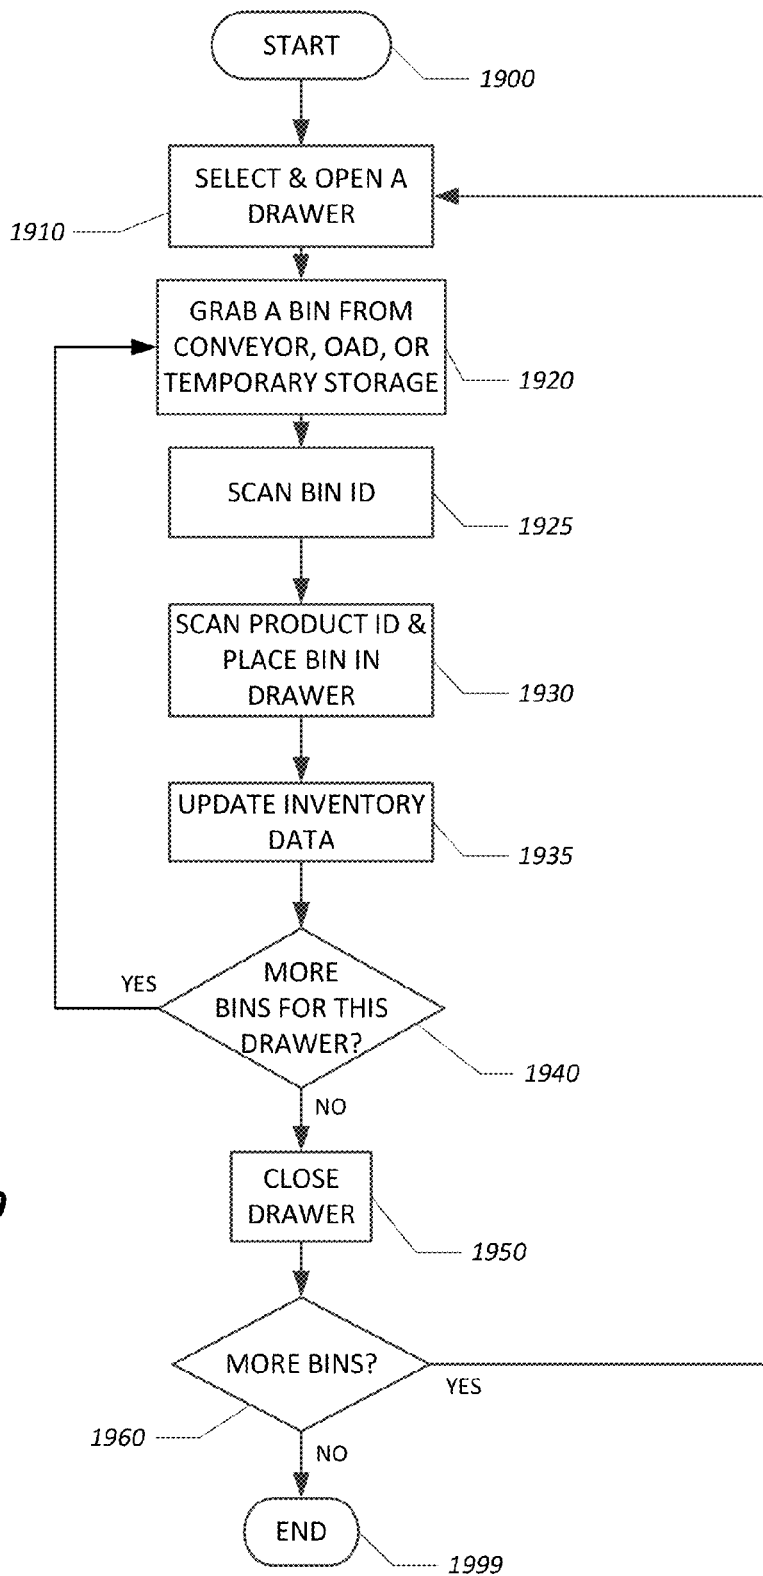 START
1900
SELECT & OPEN A
DRAWER
1910
GRAB A BIN FROM
CONVEYOR, OAD, OR
TEMPORARY STORAGE
1920
SCAN BIN ID
1925
SCAN PRODUCT ID &
PLACE BIN IN
DRAWER
1930
UPDATE INVENTORY
DATA
1935
YES
MORE
BINS FOR THIS
DRAWER?
1940
NO
CLOSE
DRAWER
1950
MORE BINS?
YES
1960
NO
END
1999